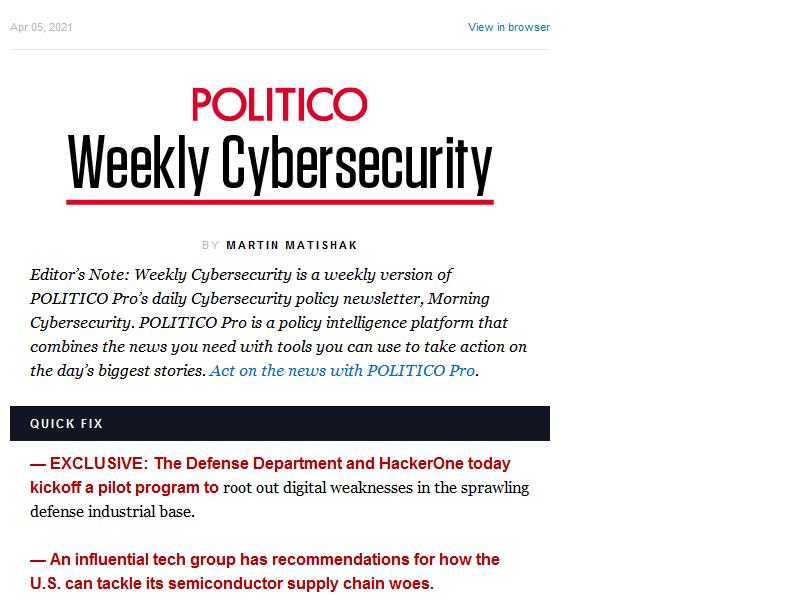 Apr 05, 2021
View in browser
POLITICO
Weekly Cybersecurity
BY MARTIN MATISHAK
Editor's Note: Weekly Cybersecurity is a weekly version of
POLITICO Pro's daily Cybersecurity policy newsletter, Morning
Cybersecurity. POLITICO Pro is a policy intelligence platform that
combines the news you need with tools you can use to take action on
the day's biggest stories. Act on the news with POLITICO Pro.
QUICK FIX
— EXCLUSIVE: The Defense Department and HackerOne today
kickoff a pilot program to root out digital weaknesses in the sprawling
defense industrial base.
— An influential tech group has recommendations for how the
U.S. can tackle its semiconductor supply chain woes.